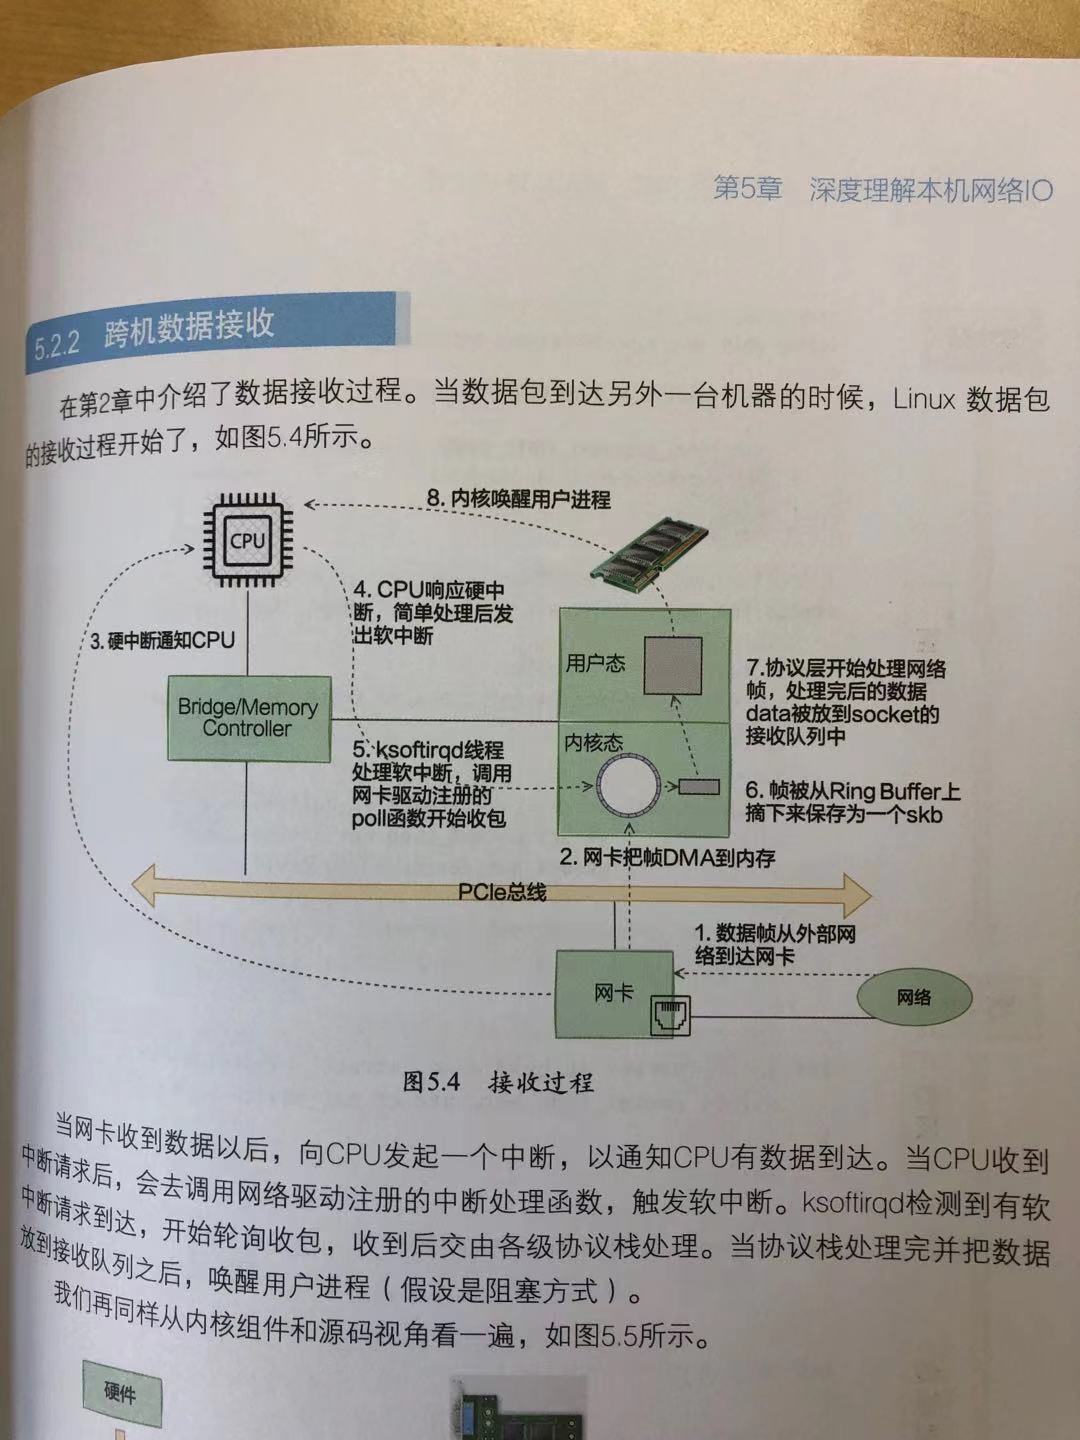 第5章 深度理解本机网络IO
5.2.2 跨机数据接收
在第2章中介绍了数据接收过程。当数据包到达另外一台机器的时候，Linux 数据包
的接收过程开始了，如图5.4所示。
8. 内核唤醒用户进程
CPU
4. CPU响应硬中
断，简单处理后发
出软中断
3. 硬中断通知CPU
用户态
7.协议层开始处理网络
帧，处理完后的数据
data被放到socket的
接收队列中
Bridge/Memory
Controller
内核态
5. ksoftirqd线程
处理软中断，调用
网卡驱动注册的
poll函数开始收包
6. 帧被从Ring Buffer上
摘下来保存为一个skb
2. 网卡把帧DMA到内存
PCIe总线
1. 数据帧从外部网
络到达网卡
网卡
网络
图5.4 接收过程
当网卡收到数据以后，向CPU发起一个中断，以通知CPU有数据到达。当CPU收到
中断请求后，会去调用网络驱动注册的中断处理函数，触发软中断。ksoftirqd检测到有软
中断请求到达，开始轮询收包，收到后交由各级协议栈处理。当协议栈处理完并把数据
放到接收队列之后，唤醒用户进程（假设是阻塞方式）。
我们再同样从内核组件和源码视角看一遍，如图5.5所示。
硬件